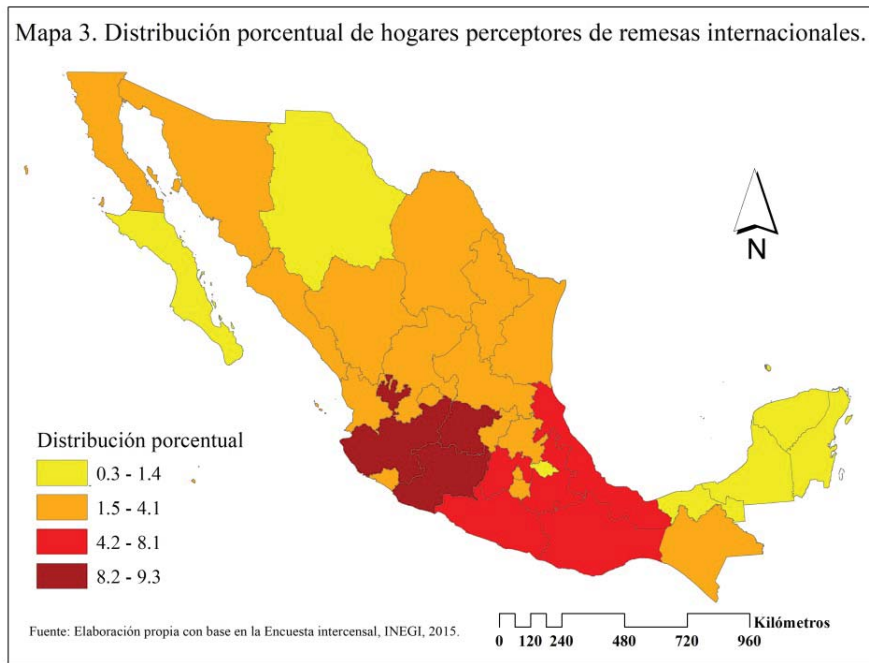 Mapa 3. Distribución porcentual de hogares perceptores de remesas internacionales.
N
Distribución porcentual
0.3 - 1.4
1.5 - 4.1
4.2 - 8.1
8.2 - 9.3
Fuente: Elaboración propia con base en la Encuesta intercensal, INEGI, 2015.
Kilómetros
0 120 240 480 720 960